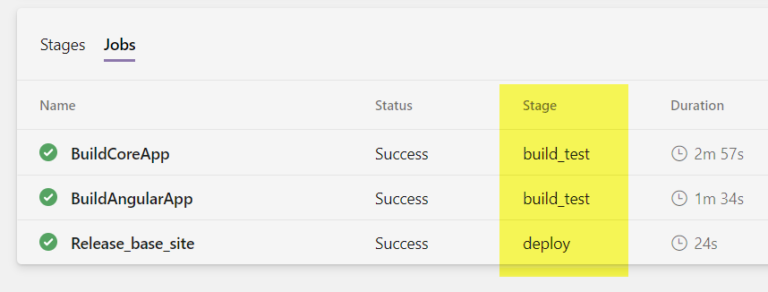 Stages Jobs
Name Status Stage Duration
BuildCoreApp Success build_test 2m 57s
BuildAngularApp Success build_test 1m 34s
Release_base_site Success deploy 24s